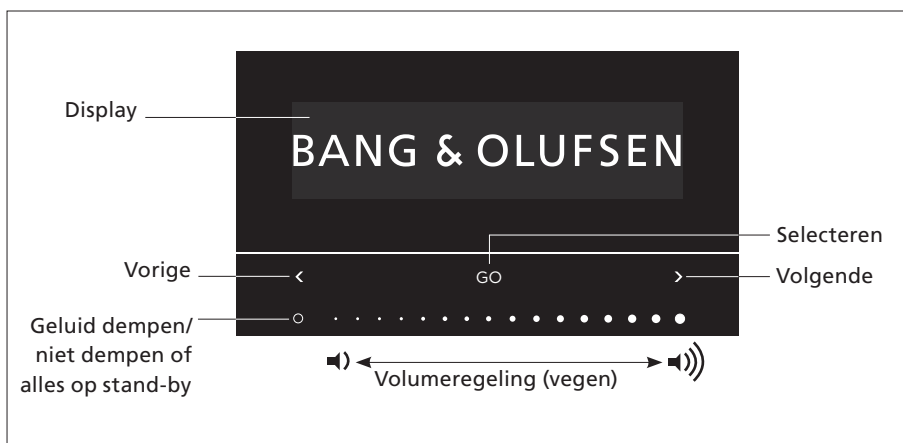 Display
BANG & OLUFSEN
Selecteren
Vorige
GO
Volgende
Geluid dempen/
niet dempen of
alles op stand-by
Volumeregeling (vegen)